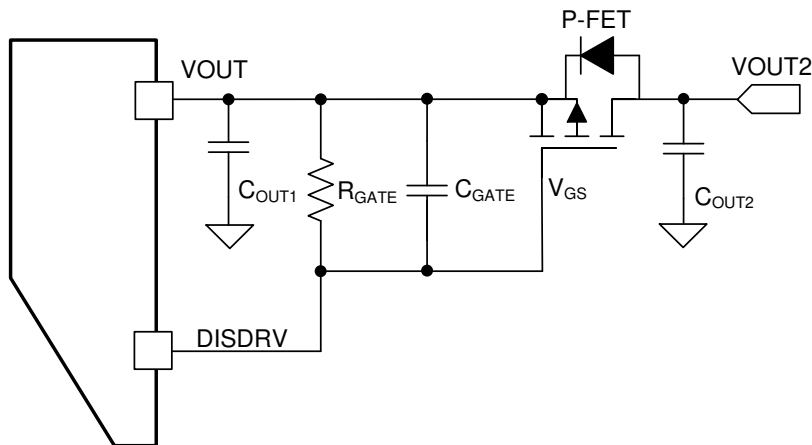 P-FET
VOUT
VOUT2
COUT1
RGATE
CGATE
VGS
COUT2
DISDRV